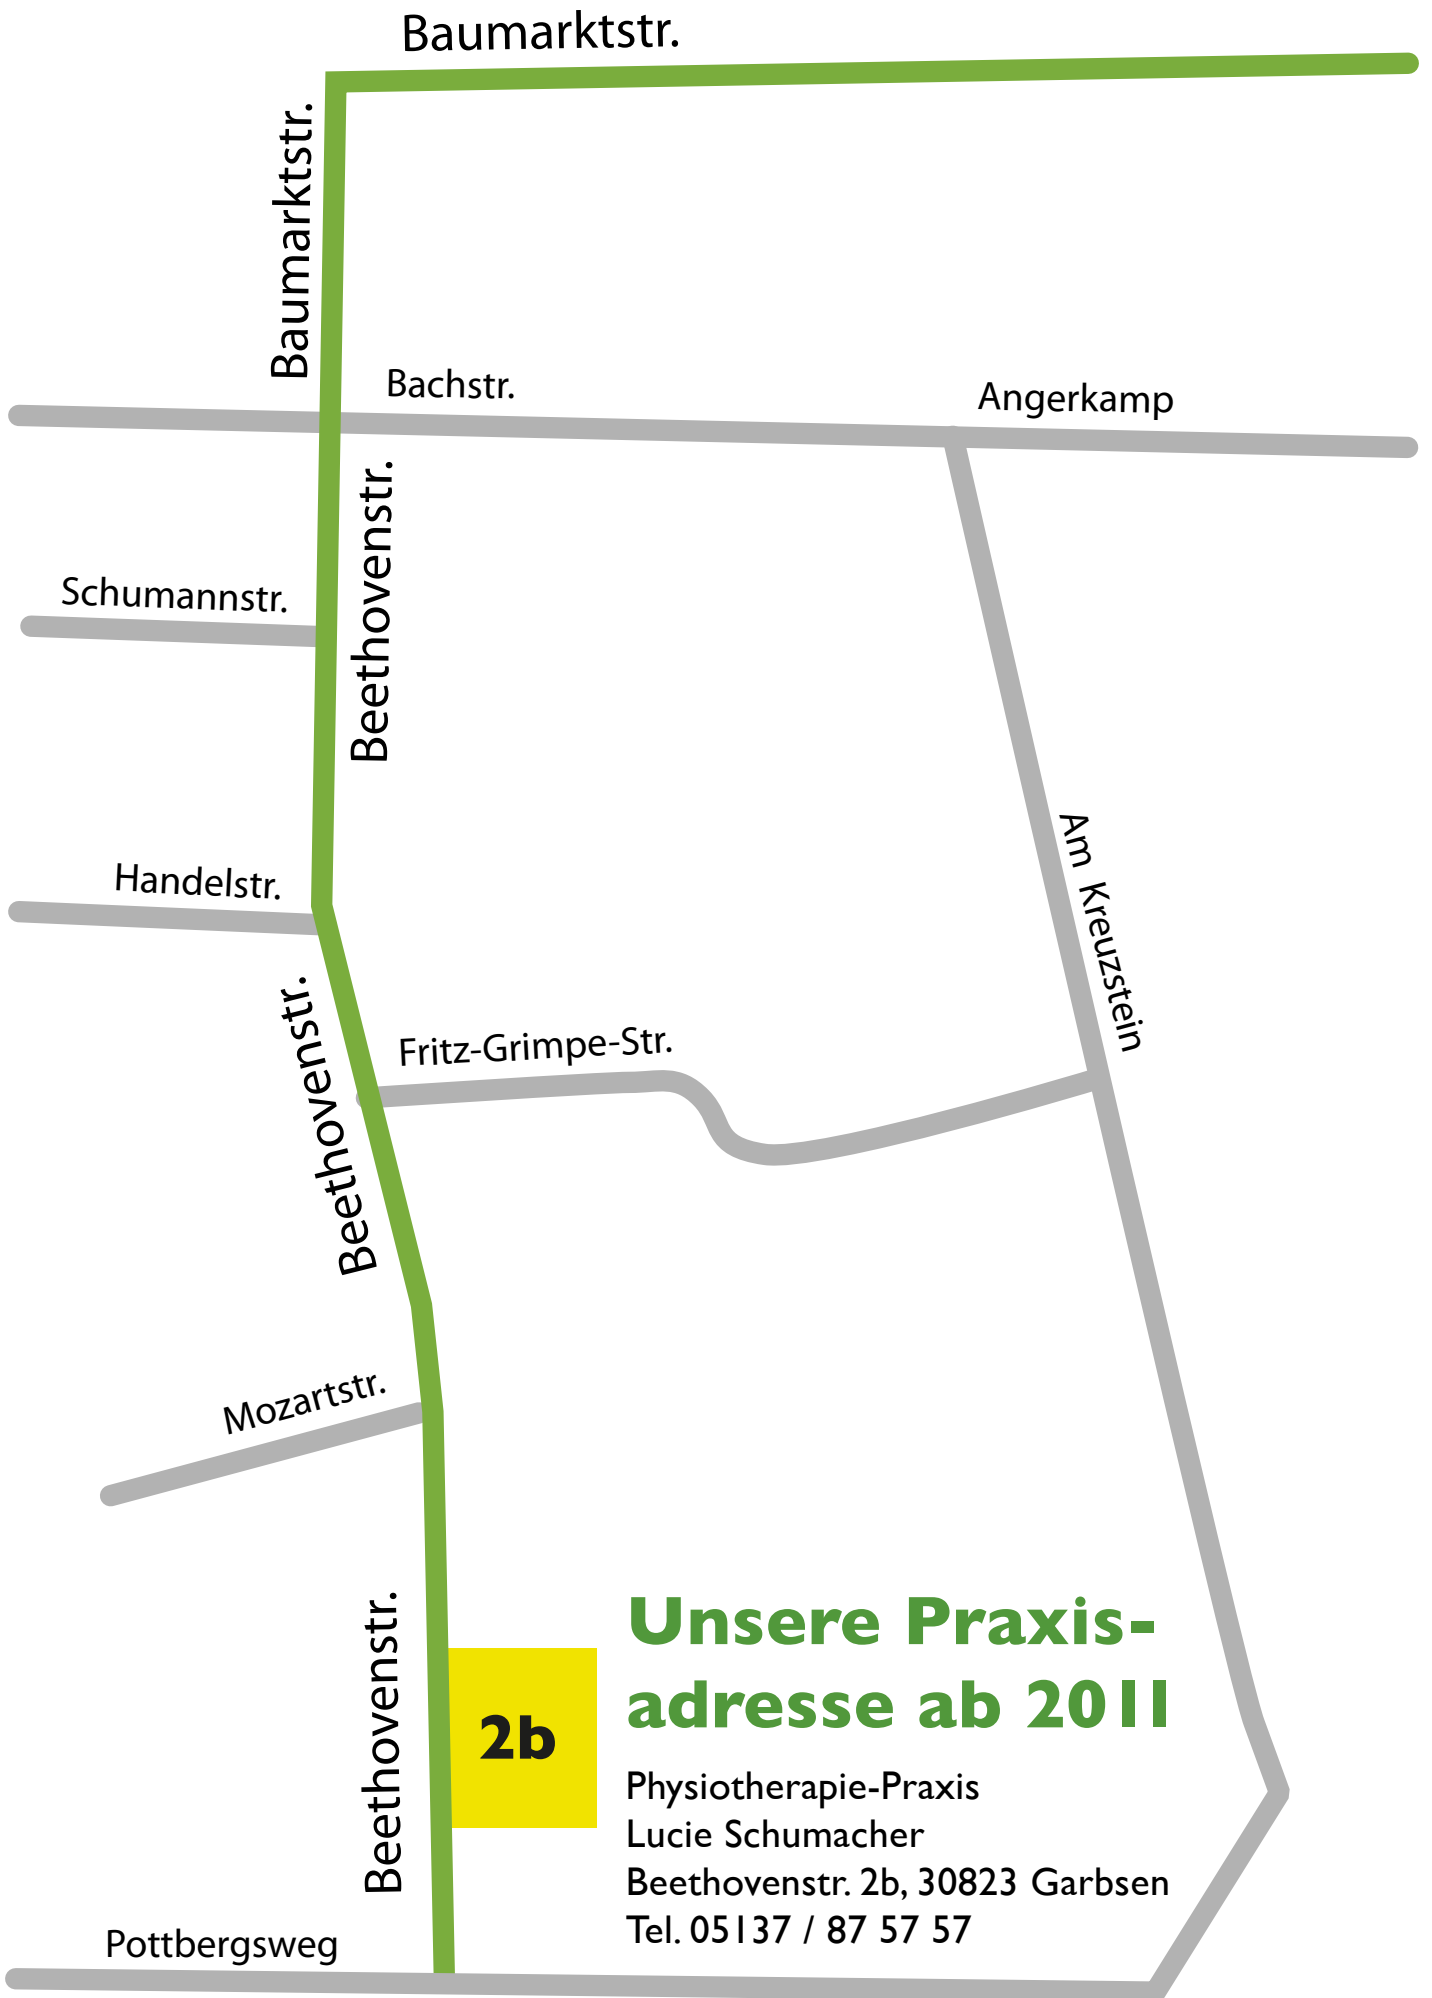 Baumarktstr.
Baumarktstr.
Bachstr.
Angerkamp
Beethovenstr.
Schumannstr.
Am Kreuzstein
Handelstr.
Beethovenstr.
Fritz-Grimpe-Str.
Mozartstr.
Beethovenstr.
Unsere Praxis-
adresse ab 2011
2b
Physiotherapie-Praxis
Lucie Schumacher
Beethovenstr. 2b, 30823 Garbsen
Tel. 05137 / 87 57 57
Pottbergsweg